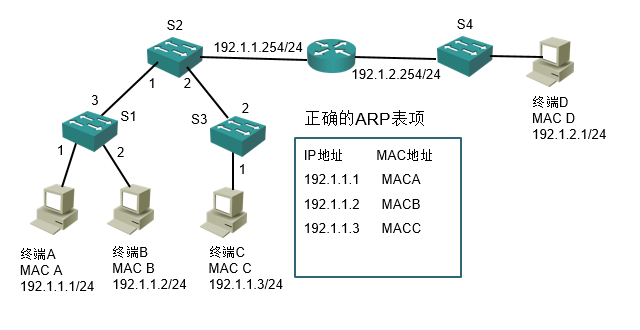 S2
S4
192.1.1.254/24
192.1.2.254/24
1
2
3
S1
1
2
S3
2
1
终端A
MAC A
192.1.1.1/24
终端B
MAC B
192.1.1.2/24
终端C
MAC C
192.1.1.3/24
终端D
MAC D
192.1.2.1/24
正确的ARP表项
IP地址 MAC地址
192.1.1.1 MACA
192.1.1.2 MACB
192.1.1.3 MACC